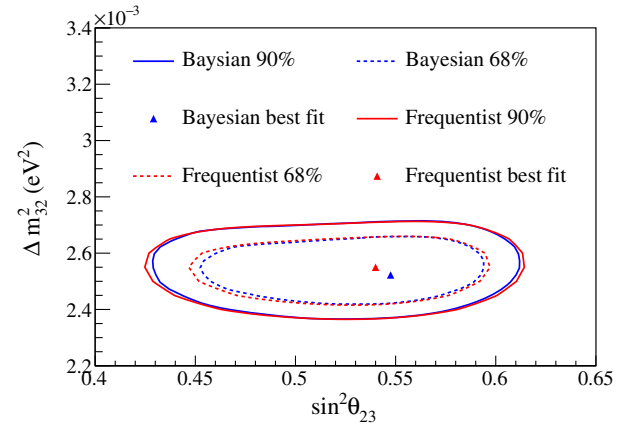 ×10⁻³
3.4
3.2
3
2.8
2.6
2.4
2.2
Δ m²₃₂ (eV²)
Baysian 90%
Bayesian 68%
Bayesian best fit
Frequentist 90%
Frequentist 68%
Frequentist best fit
0.4 0.45 0.5 0.55 0.6 0.65
sin²θ₂₃